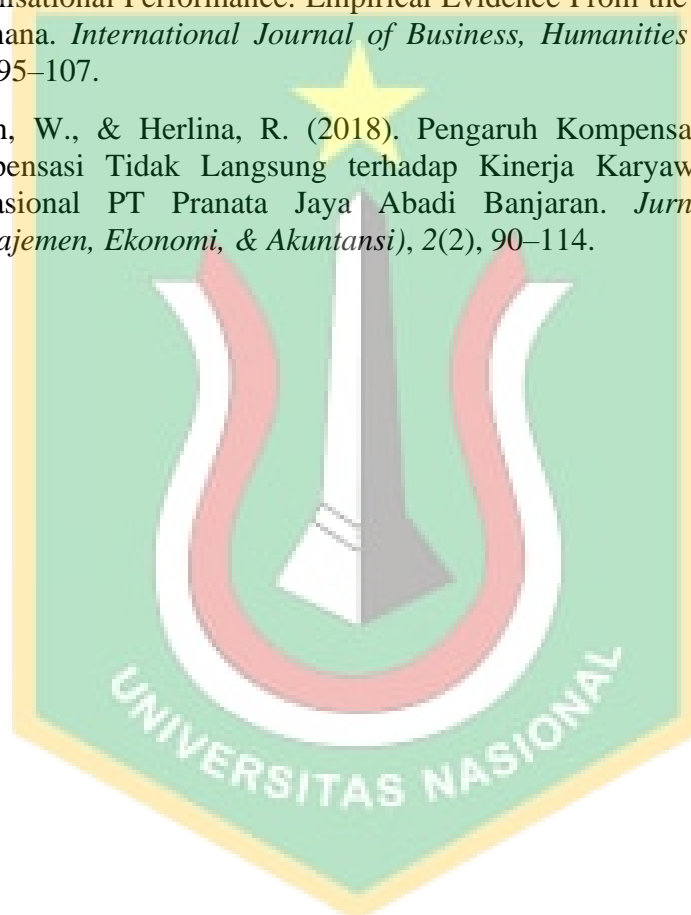 nisational Performance: Empirical Evidence From the
nana. International Journal of Business, Humanities
95–107.
n, W., & Herlina, R. (2018). Pengaruh Kompensa
pensasi Tidak Langsung terhadap Kinerja Karyaw
asional PT Pranata Jaya Abadi Banjaran. Jurn
ajemen, Ekonomi, & Akuntansi), 2(2), 90–114.
UNIVERSITAS NASIONAL